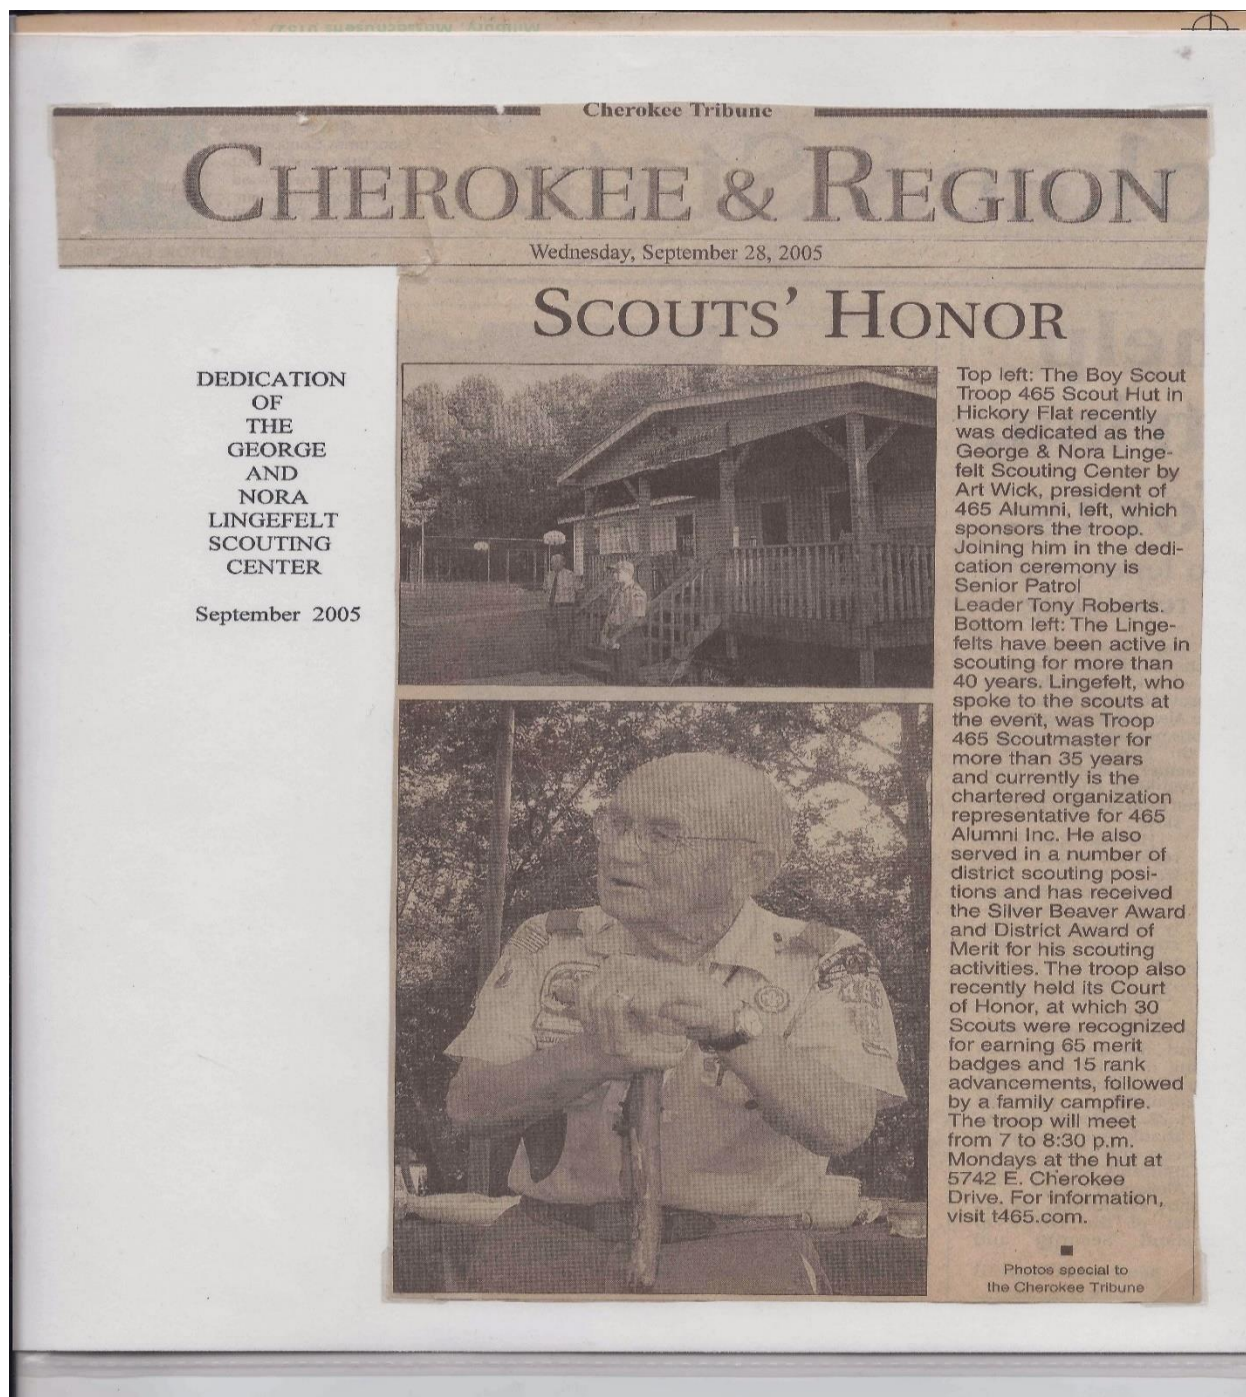 Cherokee Tribune
CHEROKEE & REGION
Wednesday, September 28, 2005
SCOUTS' HONOR
DEDICATION
OF
THE
GEORGE
AND
NORA
LINGEFELT
SCOUTING
CENTER
September 2005
Top left: The Boy Scout
Troop 465 Scout Hut in
Hickory Flat recently
was dedicated as the
George & Nora Linge-
felt Scouting Center by
Art Wick, president of
465 Alumni, left, which
sponsors the troop.
Joining him in the dedi-
cation ceremony is
Senior Patrol
Leader Tony Roberts.
Bottom left: The Linge-
felts have been active in
scouting for more than
40 years. Lingefelt, who
spoke to the scouts at
the event, was Troop
465 Scoutmaster for
more than 35 years
and currently is the
chartered organization
representative for 465
Alumni Inc. He also
served in a number of
district scouting posi-
tions and has received
the Silver Beaver Award
and District Award of
Merit for his scouting
activities. The troop also
recently held its Court
of Honor, at which 30
Scouts were recognized
for earning 65 merit
badges and 15 rank
advancements, followed
by a family campfire.
The troop will meet
from 7 to 8:30 p.m.
Mondays at the hut at
5742 E. Cherokee
Drive. For information,
visit t465.com.
Photos special to
the Cherokee Tribune